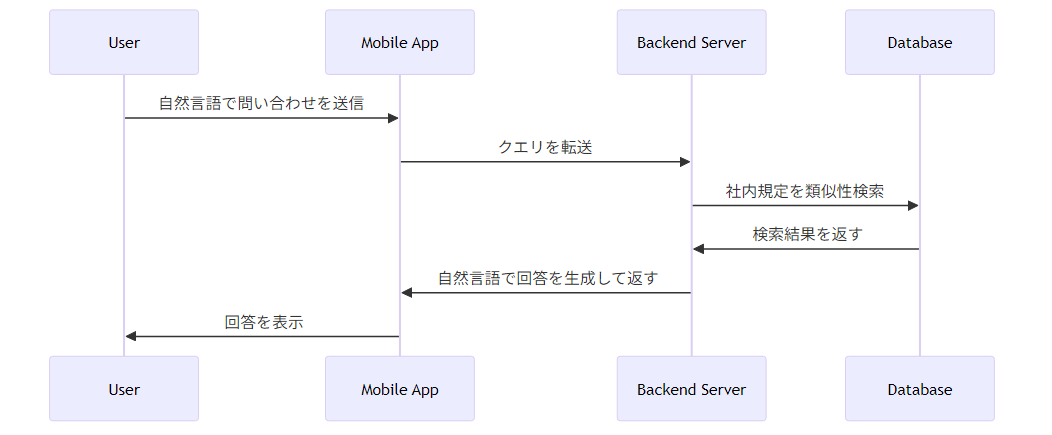 User
Mobile App
Backend Server
Database
自然言語で問い合わせを送信
クエリを転送
社内規定を類似性検索
検索結果を返す
自然言語で回答を生成して返す
回答を表示
User
Mobile App
Backend Server
Database